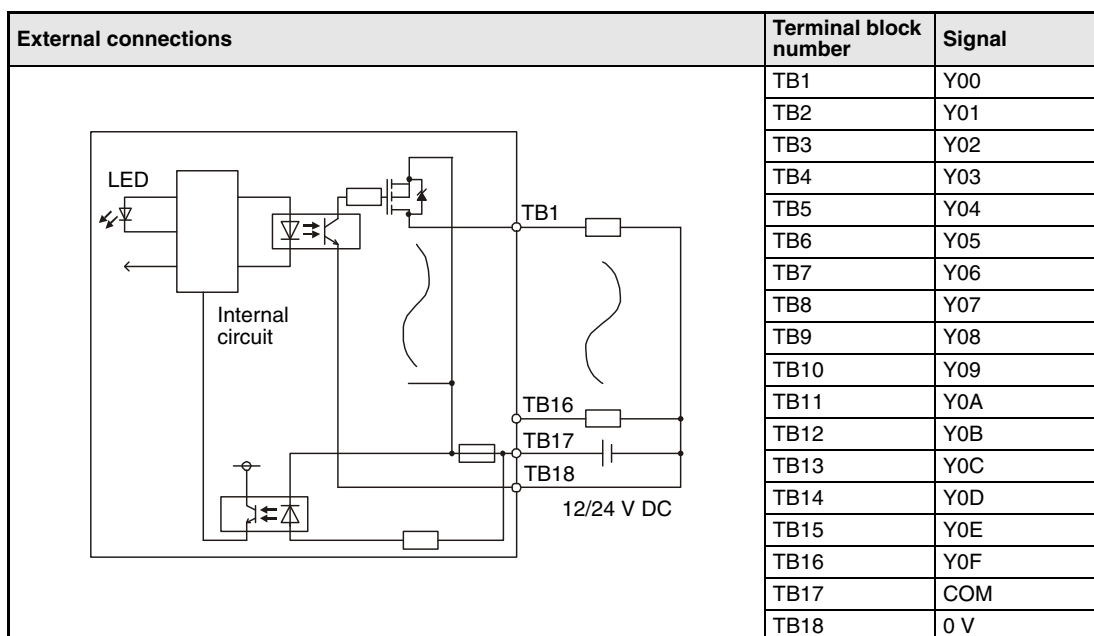 External connections
Terminal block
number
Signal
TB1 Y00
TB2 Y01
TB3 Y02
TB4 Y03
TB5 Y04
TB6 Y05
TB7 Y06
TB8 Y07
TB9 Y08
TB10 Y09
TB11 Y0A
TB12 Y0B
TB13 Y0C
TB14 Y0D
TB15 Y0E
TB16 Y0F
TB17 COM
TB18 0 V
LED
Internal
circuit
TB1
TB16
TB17
TB18
12/24 V DC